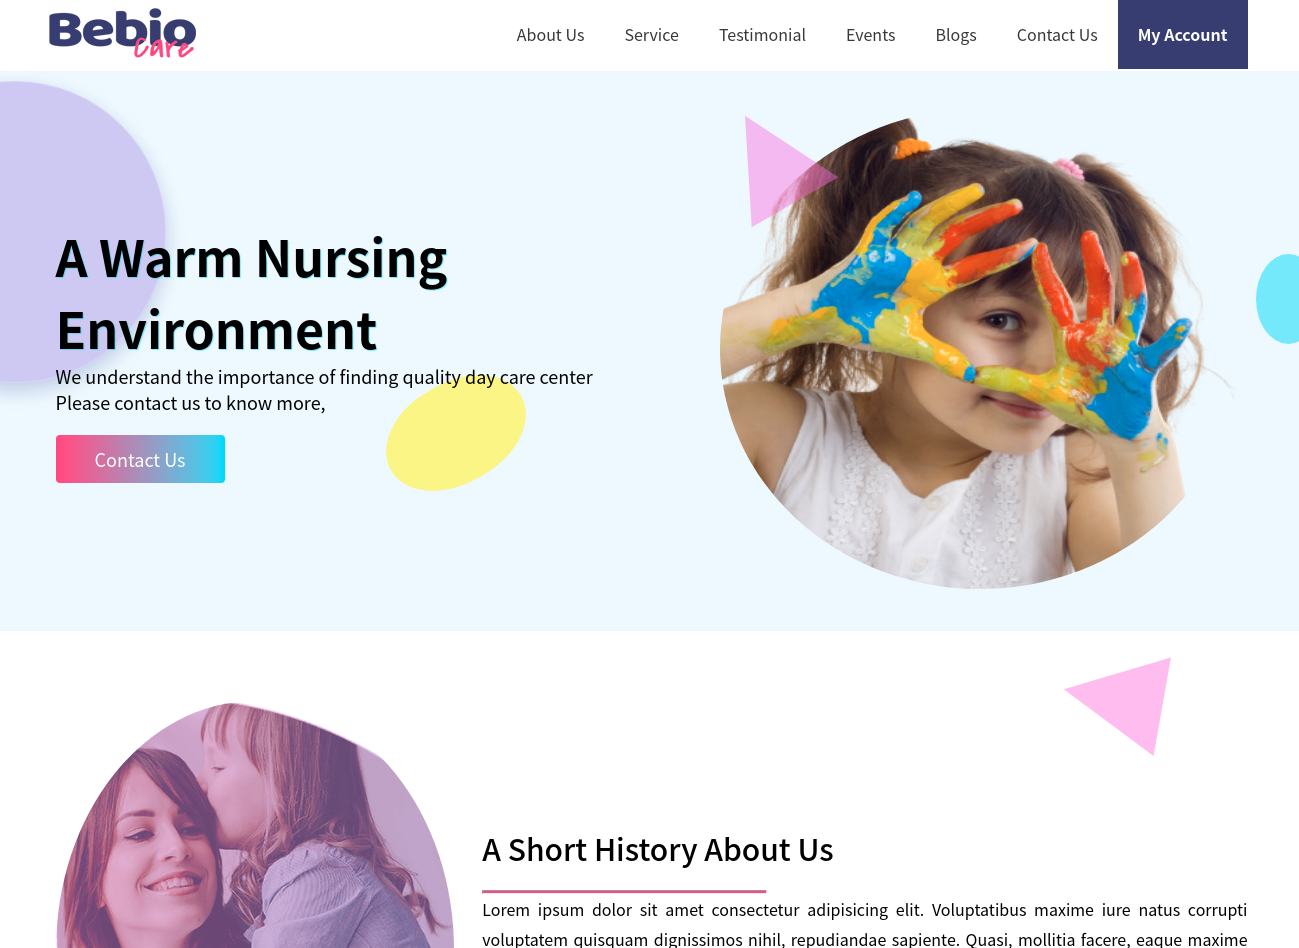 Bebio
Care
About Us
Service
Testimonial
Events
Blogs
Contact Us
My Account
A Warm Nursing
Environment
We understand the importance of finding quality day care center
Please contact us to know more,
Contact Us
A Short History About Us
Lorem ipsum dolor sit amet consectetur adipisicing elit. Voluptatibus maxime iure natus corrupti
voluptatem quisquam dignissimos nihil, repudiandae sapiente. Quasi, mollitia facere, eaque maxime